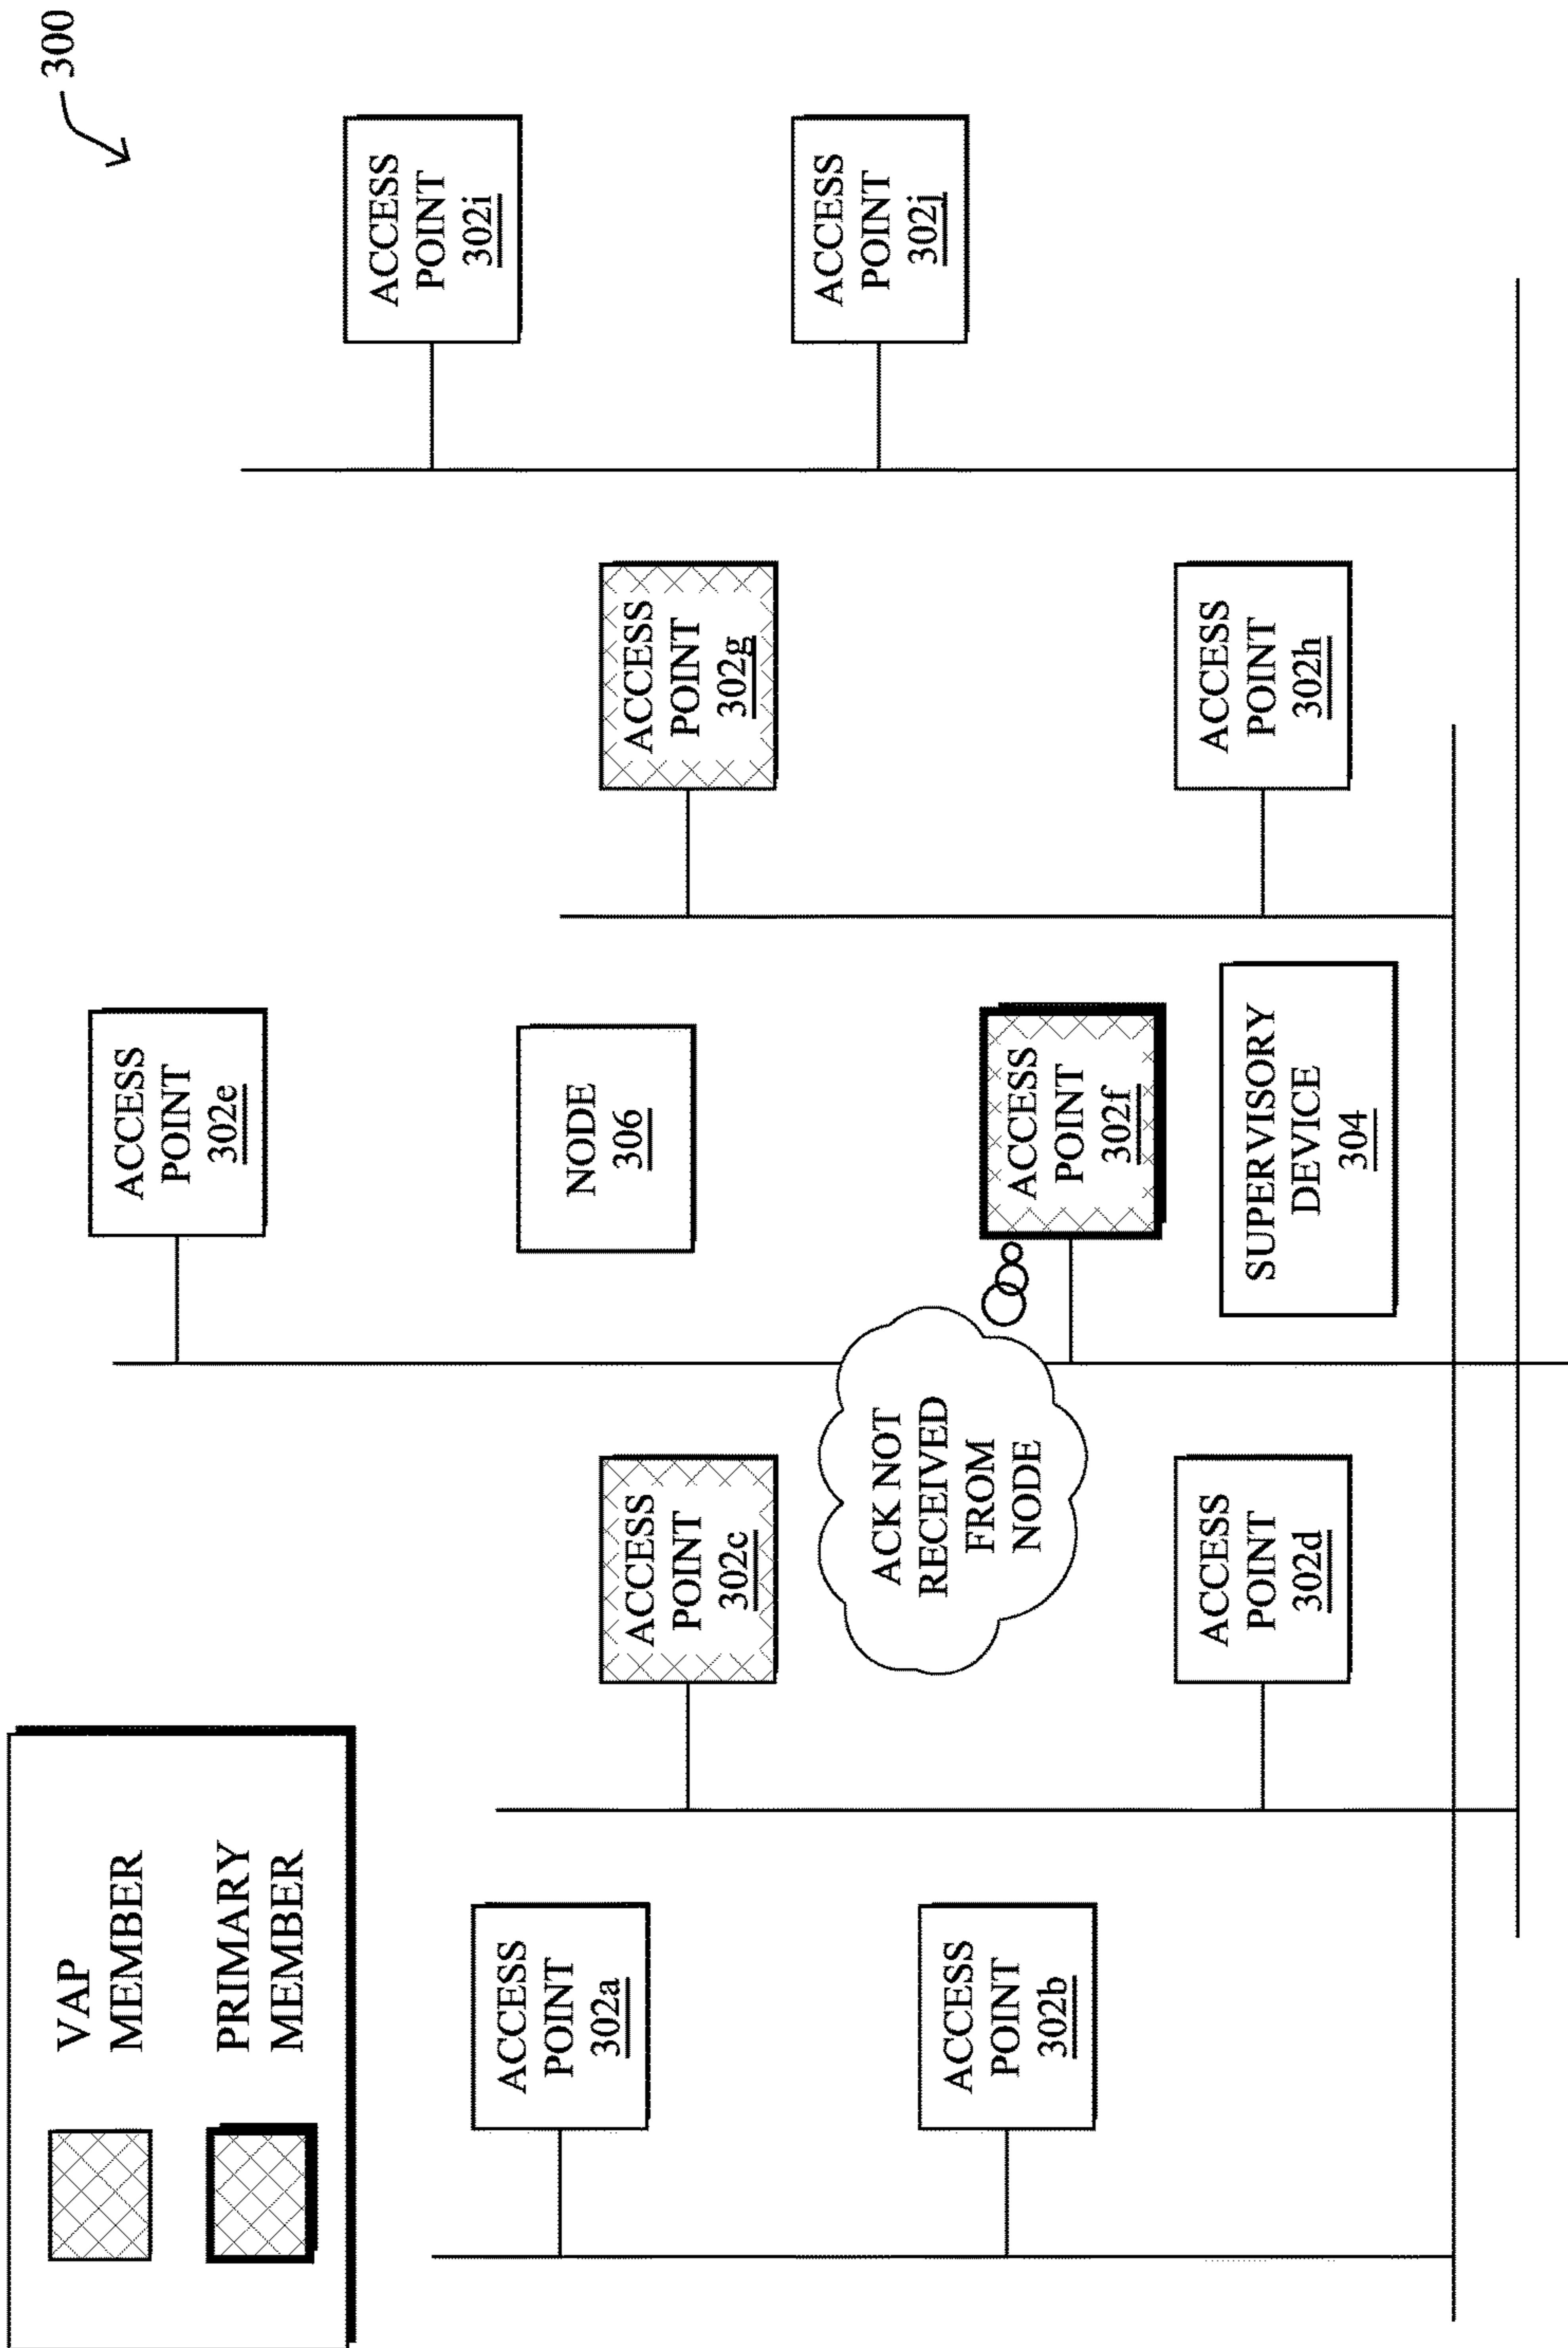 300
VAP
MEMBER
PRIMARY
MEMBER
ACCESS
POINT
302a
ACCESS
POINT
302b
ACCESS
POINT
302c
ACK NOT
RECEIVED
FROM
NODE
ACCESS
POINT
302d
ACCESS
POINT
302e
NODE
306
ACCESS
POINT
302f
SUPERVISORY
DEVICE
304
ACCESS
POINT
302g
ACCESS
POINT
302h
ACCESS
POINT
302i
ACCESS
POINT
302j